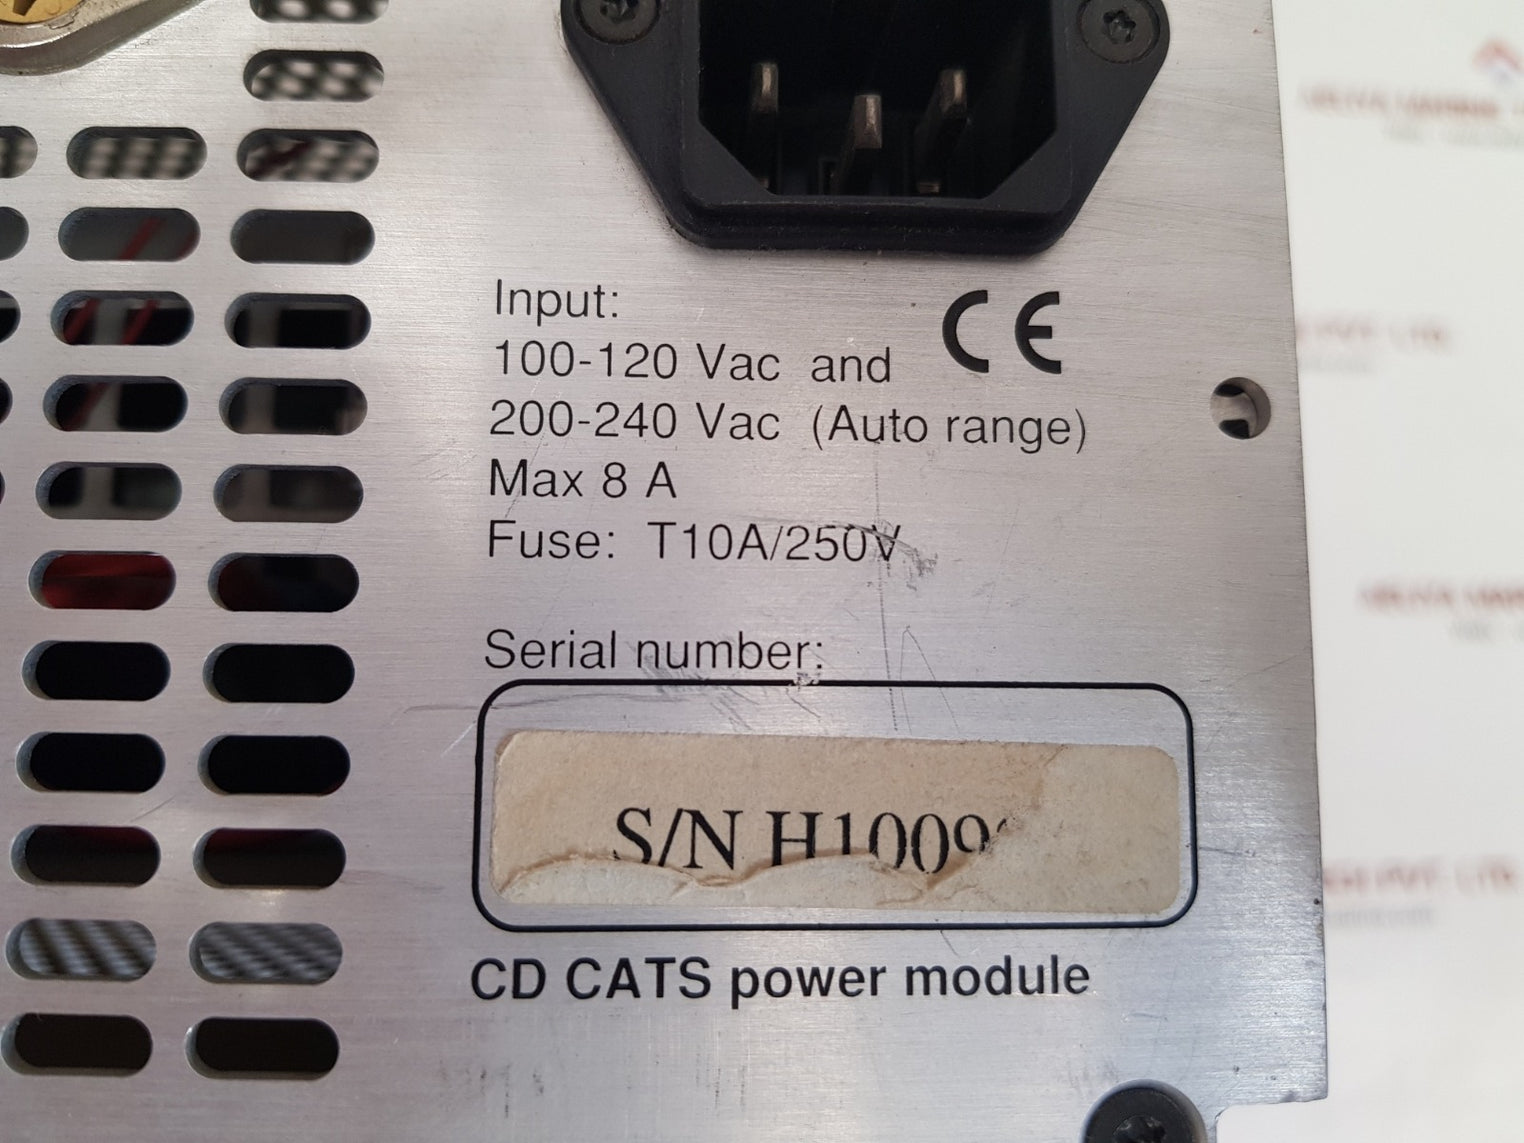 Input:
100-120 Vac and
200-240 Vac (Auto range)
CE
Max 8 A
Fuse: T10A/250V
Serial number:
S/N H1009
CD CATS power module